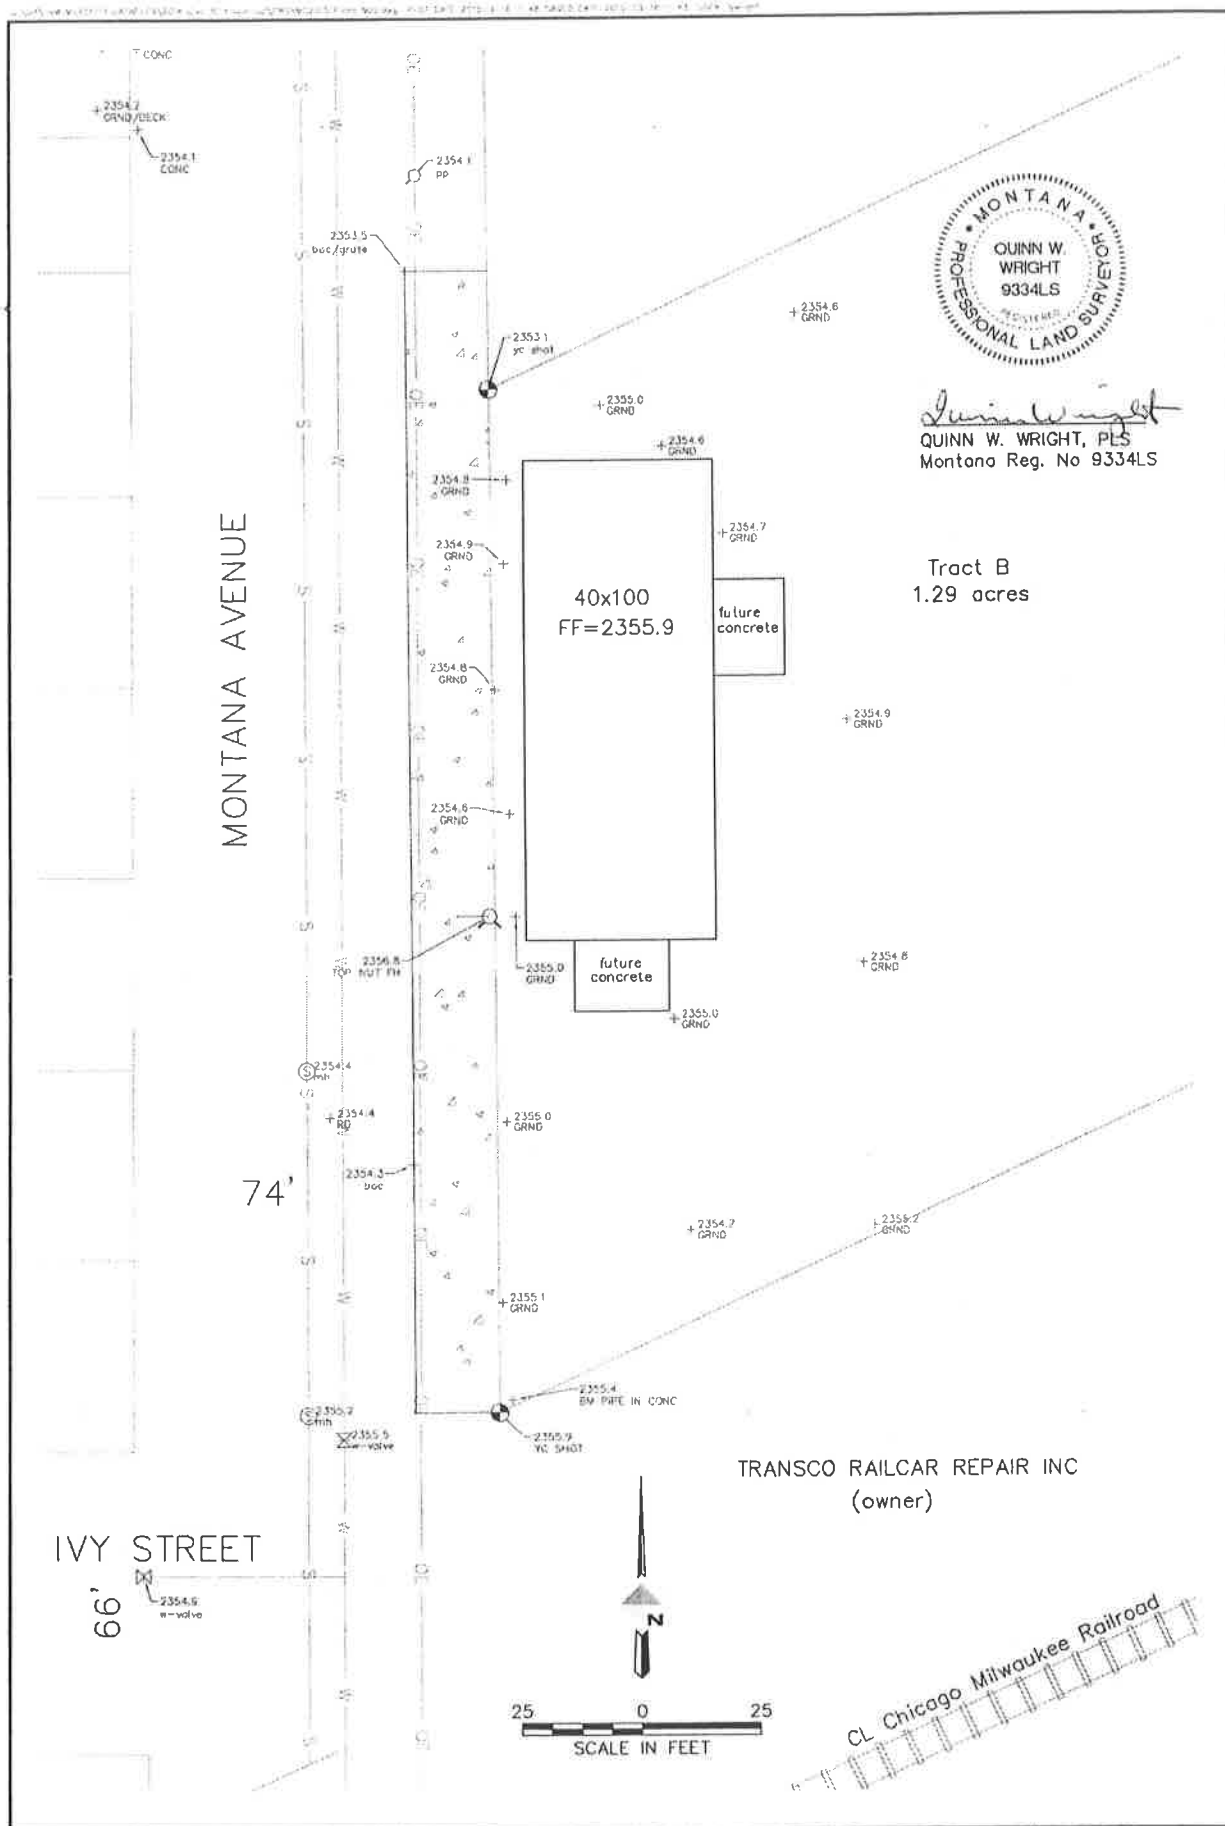 CONC
2354.2
GRND/DECK
2354.1
CONC
2354.1
PP
2353.5
boc/grate
2353.1
yc shot
MONTANA
PROFESSIONAL LAND SURVEYOR
QUINN W.
WRIGHT
9334LS
REGISTERED
QUINN W. WRIGHT, PLS
Montana Reg. No 9334LS
2354.6
GRND
2355.0
GRND
2354.6
GRND
2354.8
GRND
2354.7
GRND
2354.9
GRND
MONTANA AVENUE
40x100
FF=2355.9
future
concrete
Tract B
1.29 acres
2354.8
GRND
2354.9
GRND
2354.8
GRND
2356.8
TOP NUT FH
2355.0
GRND
future
concrete
2354.8
GRND
2355.0
GRND
2354.4
mh
2354.4
RD
2355.0
GRND
2354.3
boc
74'
2354.7
GRND
2355.2
GRND
2355.1
GRND
2355.4
BM PIPE IN CONC
2355.2
mh
2355.5
w-valve
2355.9
YC SHOT
TRANSCO RAILCAR REPAIR INC
(owner)
IVY STREET
66'
2354.6
w-valve
N
25 0 25
SCALE IN FEET
CL Chicago Milwaukee Railroad